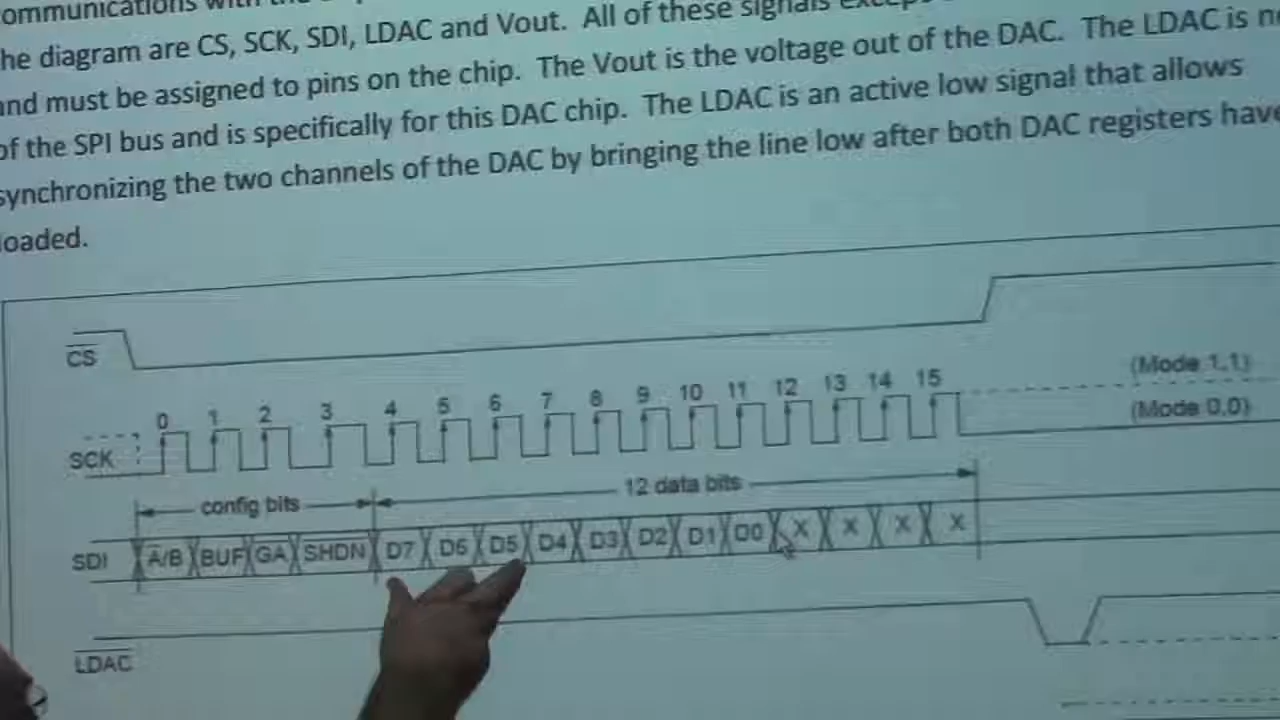 communications with the
he diagram are CS, SCK, SDI, LDAC and Vout. All of these signals except
and must be assigned to pins on the chip. The Vout is the voltage out of the DAC. The LDAC is
of the SPI bus and is specifically for this DAC chip. The LDAC is an active low signal that allows
synchronizing the two channels of the DAC by bringing the line low after both DAC registers have
loaded.
CS
0 1 2 3 4 5 6 7 8 9 10 11 12 13 14 15
(Mode 1,1)
(Mode 0,0)
SCK
config bits
12 data bits
SDI A/B BUF GA SHDN D7 D6 D5 D4 D3 D2 D1 D0 X X X X
LDAC